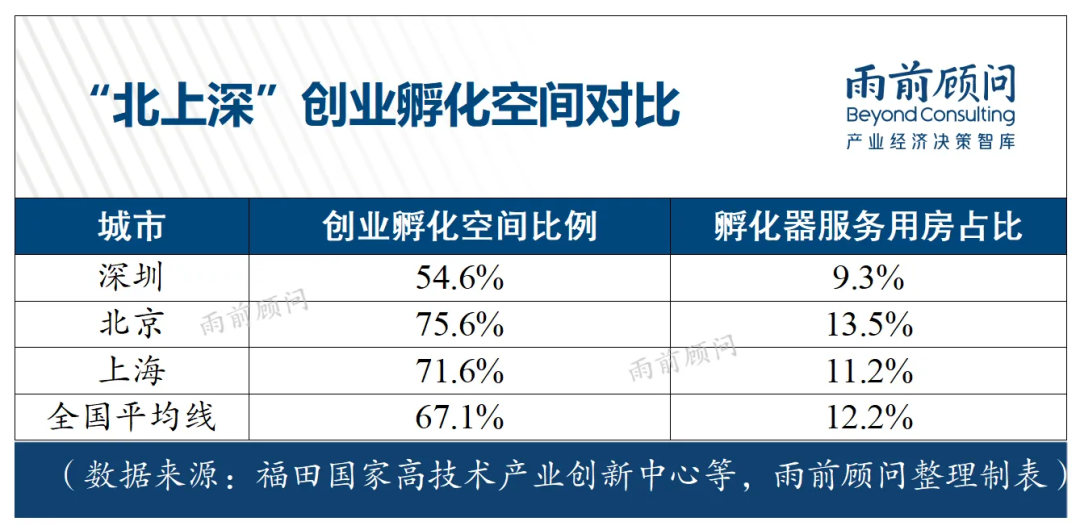 “北上深”创业孵化空间对比
雨前顾问
Beyond Consulting
产业经济决策智库
城市 创业孵化空间比例 孵化器服务用房占比
深圳 54.6% 9.3%
北京 75.6% 13.5%
上海 71.6% 11.2%
全国平均线 67.1% 12.2%
雨前顾问
雨前顾问
（数据来源：福田国家高技术产业创新中心等，雨前顾问整理制表）